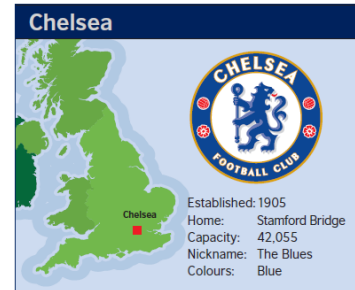 Chelsea
CHELSEA
FOOTBALL CLUB
Chelsea
Established: 1905
Home: Stamford Bridge
Capacity: 42,055
Nickname: The Blues
Colours: Blue